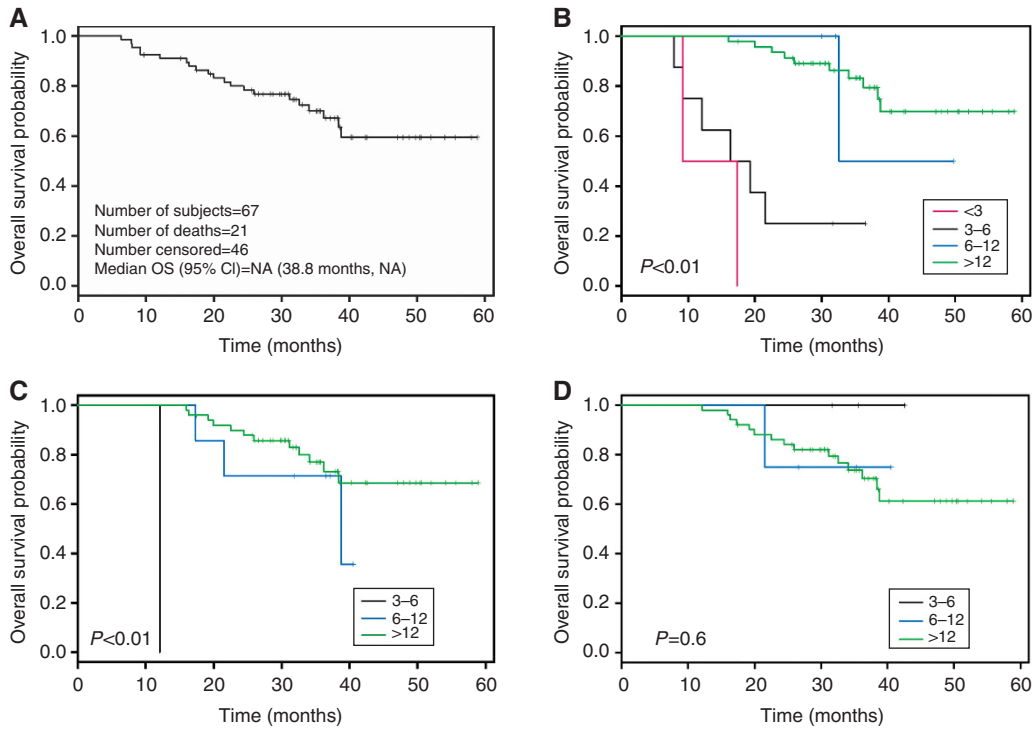 A
Overall survival probability
1.0
0.8
0.6
0.4
0.2
0.0
Number of subjects=67
Number of deaths=21
Number censored=46
Median OS (95% CI)=NA (38.8 months, NA)
0 10 20 30 40 50 60
Time (months)
B
Overall survival probability
1.0
0.8
0.6
0.4
0.2
0.0
P<0.01
<3
3–6
6–12
>12
0 10 20 30 40 50 60
Time (months)
C
Overall survival probability
1.0
0.8
0.6
0.4
0.2
0.0
P<0.01
3–6
6–12
>12
0 10 20 30 40 50 60
Time (months)
D
Overall survival probability
1.0
0.8
0.6
0.4
0.2
0.0
P=0.6
3–6
6–12
>12
0 10 20 30 40 50 60
Time (months)